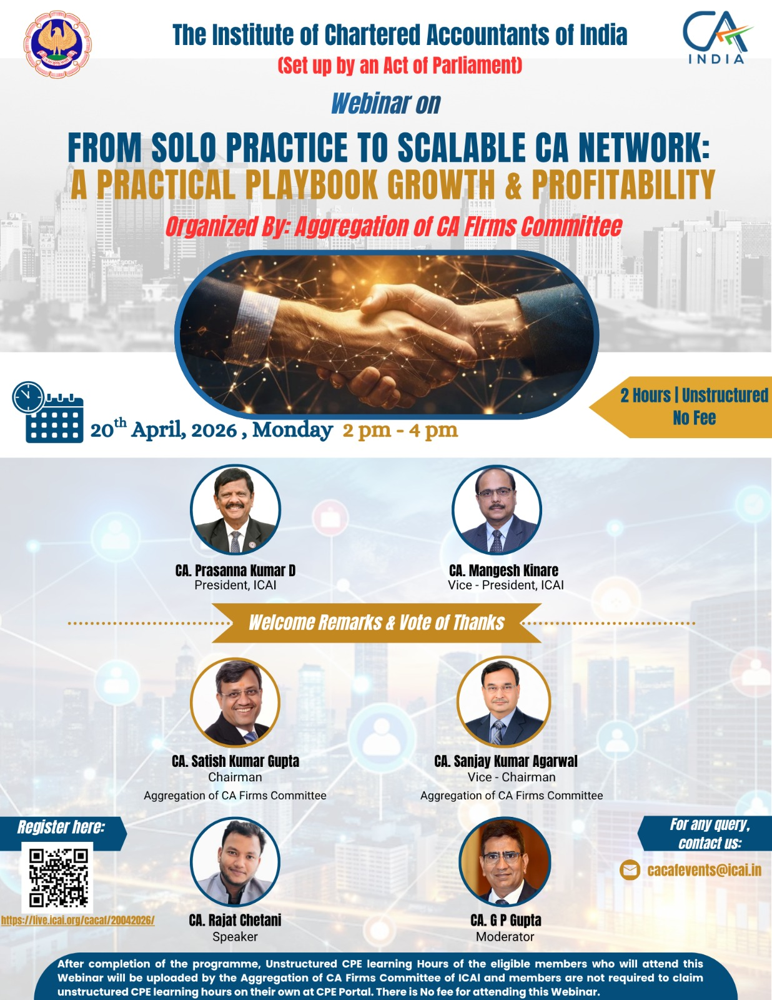 The Institute of Chartered Accountants of India
(Set up by an Act of Parliament)
CA
INDIA
Webinar on
FROM SOLO PRACTICE TO SCALABLE CA NETWORK:
A PRACTICAL PLAYBOOK GROWTH & PROFITABILITY
Organized By: Aggregation of CA FIrms Committee
2 Hours | Unstructured
No Fee
20th April, 2026 , Monday 2 pm - 4 pm
CA. Prasanna Kumar D
President, ICAI
CA. Mangesh Kinare
Vice - President, ICAI
Welcome Remarks & Vote of Thanks
CA. Satish Kumar Gupta
Chairman
Aggregation of CA Firms Committee
CA. Sanjay Kumar Agarwal
Vice - Chairman
Aggregation of CA Firms Committee
Register here:
https://live.icai.org/cacaf/20042026/
CA. Rajat Chetani
Speaker
CA. G P Gupta
Moderator
For any query,
contact us:
cacafevents@icai.in
After completion of the programme, Unstructured CPE learning Hours of the eligible members who will attend this
Webinar will be uploaded by the Aggregation of CA Firms Committee of ICAI and members are not required to claim
unstructured CPE learning hours on their own at CPE Portal. There is No fee for attending this Webinar.